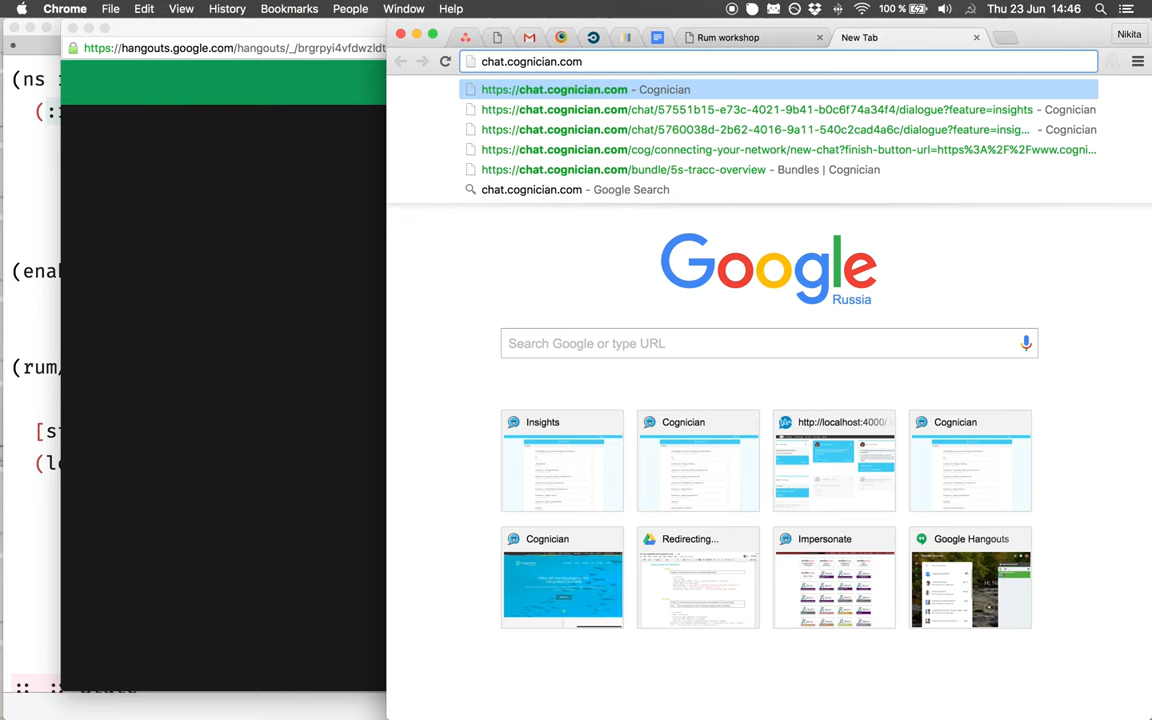 Chrome File Edit View History Bookmarks People Window Help 100 % Thu 23 Jun 14:46
https://hangouts.google.com/hangouts/_/brgrpyi4vfdwzldt
Rum workshop New Tab Nikita
chat.cognician.com
https://chat.cognician.com - Cognician
https://chat.cognician.com/chat/57551b15-e73c-4021-9b41-b0c6f74a34f4/dialogue?feature=insights - Cognician
https://chat.cognician.com/chat/5760038d-2b62-4016-9a11-540c2cad4a6c/dialogue?feature=insig... - Cognician
https://chat.cognician.com/cog/connecting-your-network/new-chat?finish-button-url=https%3A%2F%2Fwww.cogni...
https://chat.cognician.com/bundle/5s-tracc-overview - Bundles | Cognician
chat.cognician.com - Google Search
(ns
(:
(enab
(rum/
[st
(le
Google
Russia
Search Google or type URL
Insights
Cognician
http://localhost:4000/
Cognician
Cognician
Redirecting...
Impersonate
Google Hangouts